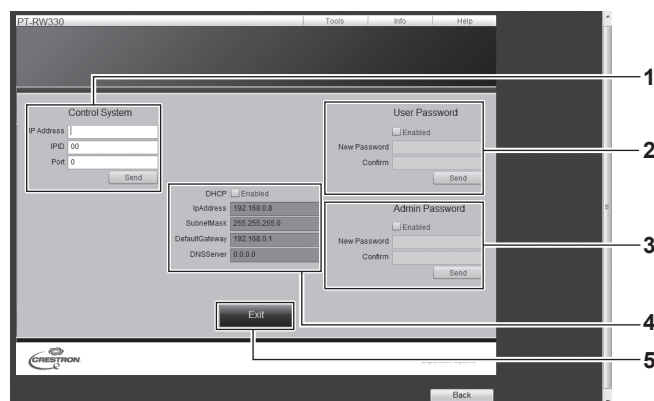 PT-RW330 Tools Info Help
1
Control System
IP Address
IPID 00
Port 0
Send
User Password
Enabled
New Password
Confirm
Send
2
DHCP Enabled
IpAddress 192.168.0.8
SubnetMask 255.255.255.0
DefaultGateway 192.168.0.1
DNSServer 0.0.0.0
Admin Password
Enabled
New Password
Confirm
Send
3
Exit
4
CRESTRON
5
Back